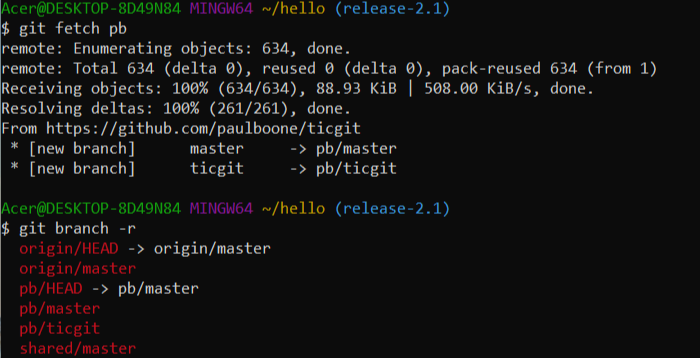 Acer@DESKTOP-8D49N84 MINGW64 ~/hello (release-2.1)
$ git fetch pb
remote: Enumerating objects: 634, done.
remote: Total 634 (delta 0), reused 0 (delta 0), pack-reused 634 (from 1)
Receiving objects: 100% (634/634), 88.93 KiB | 508.00 KiB/s, done.
Resolving deltas: 100% (261/261), done.
From https://github.com/paulboone/ticgit
 * [new branch]      master     -> pb/master
 * [new branch]      ticgit     -> pb/ticgit
Acer@DESKTOP-8D49N84 MINGW64 ~/hello (release-2.1)
$ git branch -r
  origin/HEAD -> origin/master
  origin/master
  pb/HEAD -> pb/master
  pb/master
  pb/ticgit
  shared/master